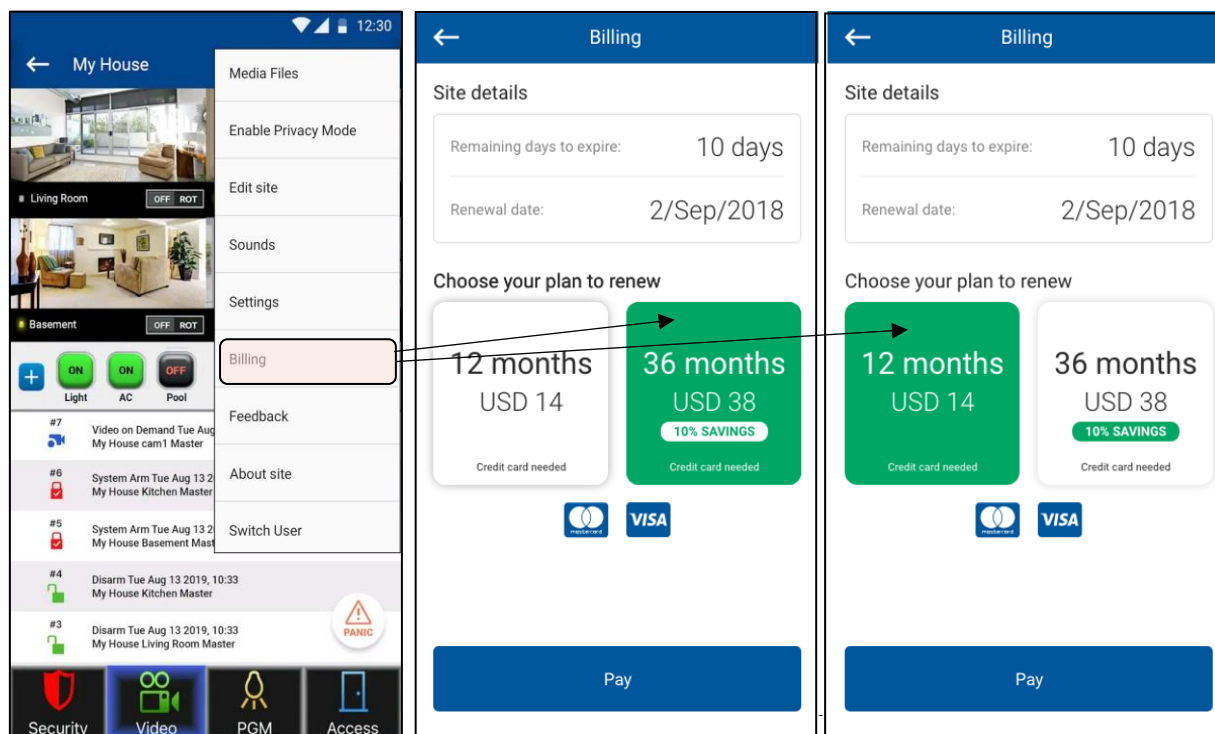 12:30
My House
Media Files
Enable Privacy Mode
Edit site
Sounds
Settings
Billing
Feedback
About site
Switch User
Living Room
OFF ROT
Basement
OFF ROT
ON
ON
OFF
Light
AC
Pool
#7
Video on Demand Tue Aug
My House cam1 Master
#6
System Arm Tue Aug 13 2
My House Kitchen Master
#5
System Arm Tue Aug 13 2
My House Basement Mast
#4
Disarm Tue Aug 13 2019, 10:33
My House Kitchen Master
#3
Disarm Tue Aug 13 2019, 10:33
My House Living Room Master
PANIC
Security
Video
PGM
Access
Billing
Site details
Remaining days to expire: 10 days
Renewal date: 2/Sep/2018
Choose your plan to renew
12 months
USD 14
Credit card needed
36 months
USD 38
10% SAVINGS
Credit card needed
mastercard
VISA
Pay
Billing
Site details
Remaining days to expire: 10 days
Renewal date: 2/Sep/2018
Choose your plan to renew
12 months
USD 14
Credit card needed
36 months
USD 38
10% SAVINGS
Credit card needed
mastercard
VISA
Pay